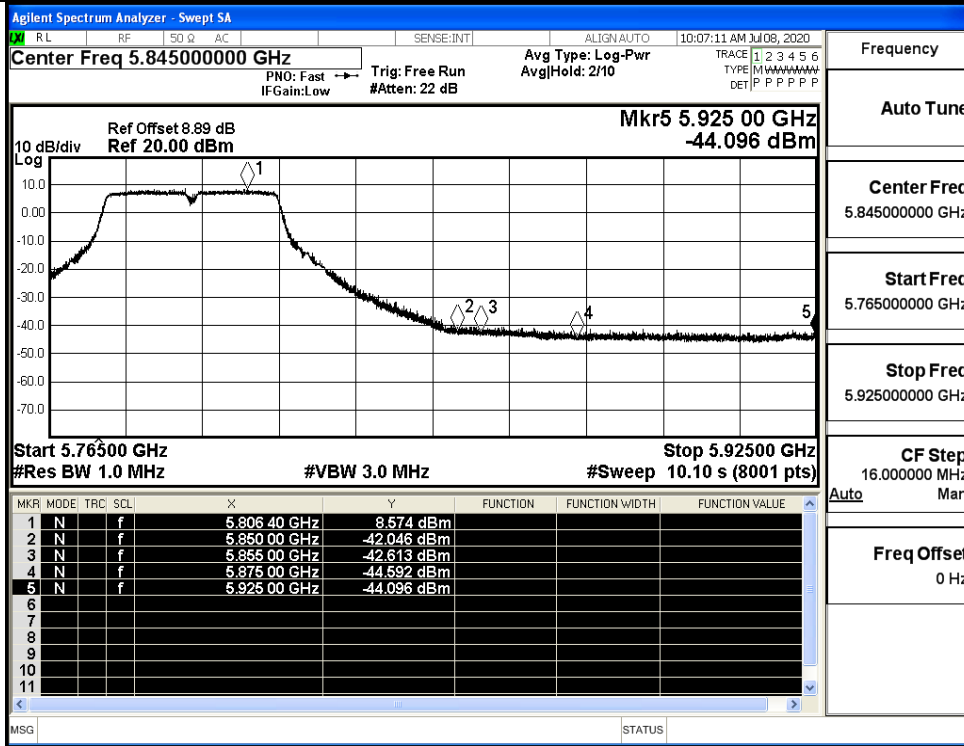 Agilent Spectrum Analyzer - Swept SA
LXI RL RF 50 Ω AC SENSE:INT ALIGN AUTO 10:07:11 AM Jul 08, 2020
Center Freq 5.845000000 GHz
PNO: Fast
IFGain:Low
Trig: Free Run
#Atten: 22 dB
Avg Type: Log-Pwr
Avg|Hold: 2/10
TRACE 1 2 3 4 5 6
TYPE M W W W W W
DET P P P P P P
Frequency
Auto Tune
Center Freq
5.845000000 GHz
Start Freq
5.765000000 GHz
Stop Freq
5.925000000 GHz
CF Step
16.000000 MHz
Auto Man
Freq Offset
0 Hz
Mkr5 5.925 00 GHz
-44.096 dBm
Ref Offset 8.89 dB
10 dB/div Ref 20.00 dBm
Log
10.0
0.00
-10.0
-20.0
-30.0
-40.0
-50.0
-60.0
-70.0
1
2
3
4
5
Start 5.76500 GHz Stop 5.92500 GHz
#Res BW 1.0 MHz #VBW 3.0 MHz #Sweep 10.10 s (8001 pts)
MKR MODE TRC SCL X Y FUNCTION FUNCTION WIDTH FUNCTION VALUE
1 N f 5.806 40 GHz 8.574 dBm
2 N f 5.850 00 GHz -42.046 dBm
3 N f 5.855 00 GHz -42.613 dBm
4 N f 5.875 00 GHz -44.592 dBm
5 N f 5.925 00 GHz -44.096 dBm
6
7
8
9
10
11
MSG STATUS